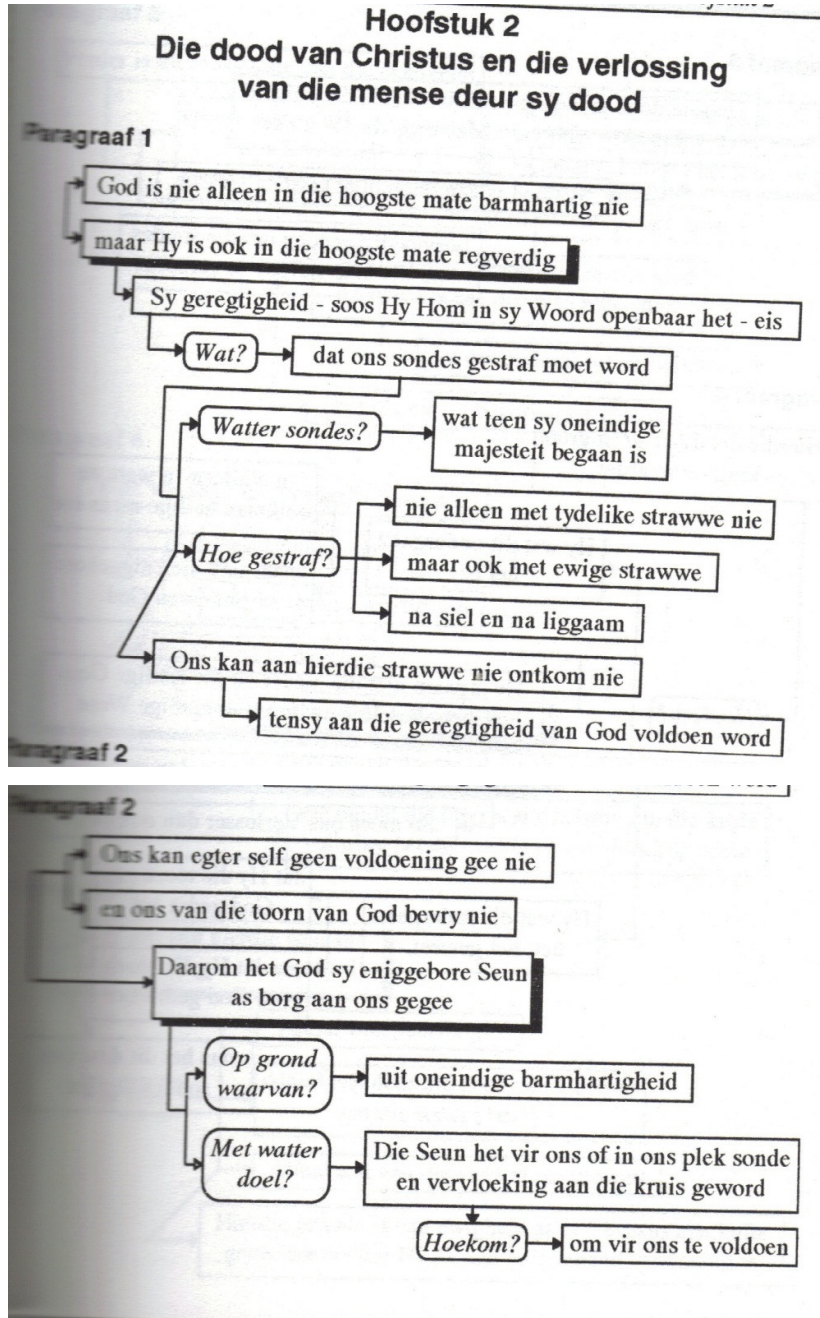 Hoofstuk 2
Die dood van Christus en die verlossing
van die mense deur sy dood
Paragraaf 1
God is nie alleen in die hoogste mate barmhartig nie
maar Hy is ook in die hoogste mate regverdig
Sy geregtigheid - soos Hy Hom in sy Woord openbaar het - eis
Wat?
dat ons sondes gestraf moet word
Watter sondes?
wat teen sy oneindige
majesteit begaan is
Hoe gestraf?
nie alleen met tydelike strawwe nie
maar ook met ewige strawwe
na siel en na liggaam
Ons kan aan hierdie strawwe nie ontkom nie
tensy aan die geregtigheid van God voldoen word
Paragraaf 2
Paragraaf 2
Ons kan egter self geen voldoening gee nie
en ons van die toorn van God bevry nie
Daarom het God sy eniggebore Seun
as borg aan ons gegee
Op grond
waarvan?
uit oneindige barmhartigheid
Met watter
doel?
Die Seun het vir ons of in ons plek sonde
en vervloeking aan die kruis geword
Hoekom?
om vir ons te voldoen